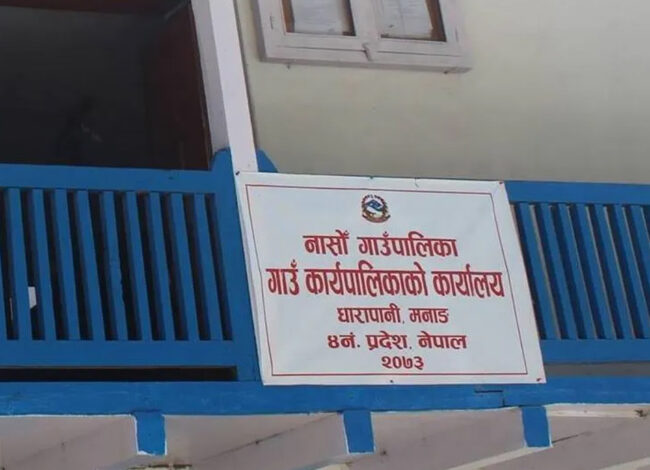 नासोँ गाउँपालिका
गाउँ कार्यपालिकाको कार्यालय
धारापानी, मनाङ
४नं. प्रदेश, नेपाल
२०७३